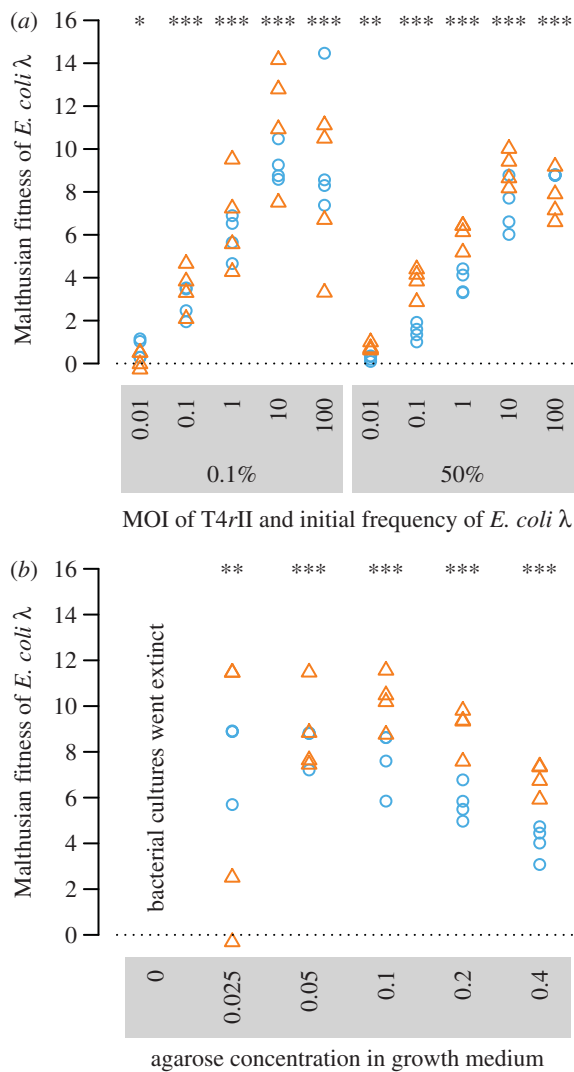 (a)
* *** *** *** *** ** *** *** *** ***
Malthusian fitness of E. coli λ
16
14
12
10
8
6
4
2
0
0.01 0.1 1 10 100 0.01 0.1 1 10 100
0.1% 50%
MOI of T4rII and initial frequency of E. coli λ
(b)
** *** *** *** ***
Malthusian fitness of E. coli λ
16
14
12
10
8
6
4
2
0
bacterial cultures went extinct
0 0.025 0.05 0.1 0.2 0.4
agarose concentration in growth medium